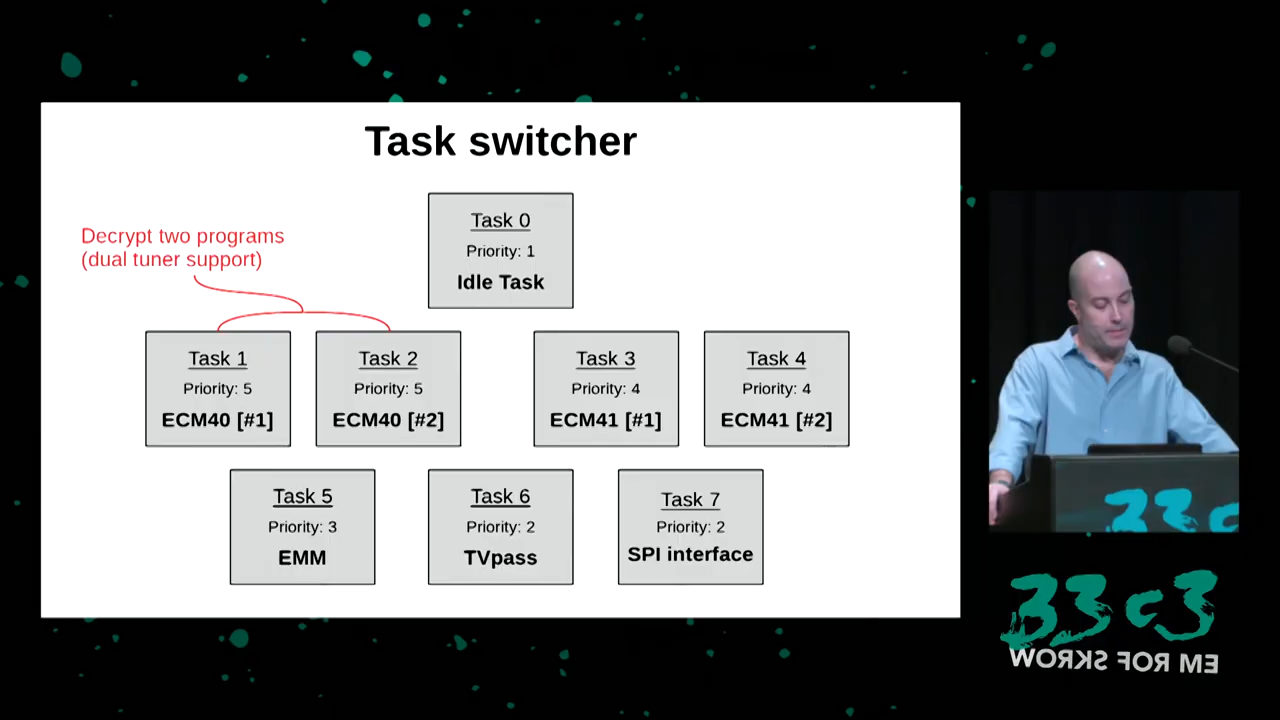 Task switcher
Decrypt two programs
(dual tuner support)
Task 0
Priority: 1
Idle Task
Task 1
Priority: 5
ECM40 [#1]
Task 2
Priority: 5
ECM40 [#2]
Task 3
Priority: 4
ECM41 [#1]
Task 4
Priority: 4
ECM41 [#2]
Task 5
Priority: 3
EMM
Task 6
Priority: 2
TVpass
Task 7
Priority: 2
SPI interface
33c
33c3
WORKS FOR ME